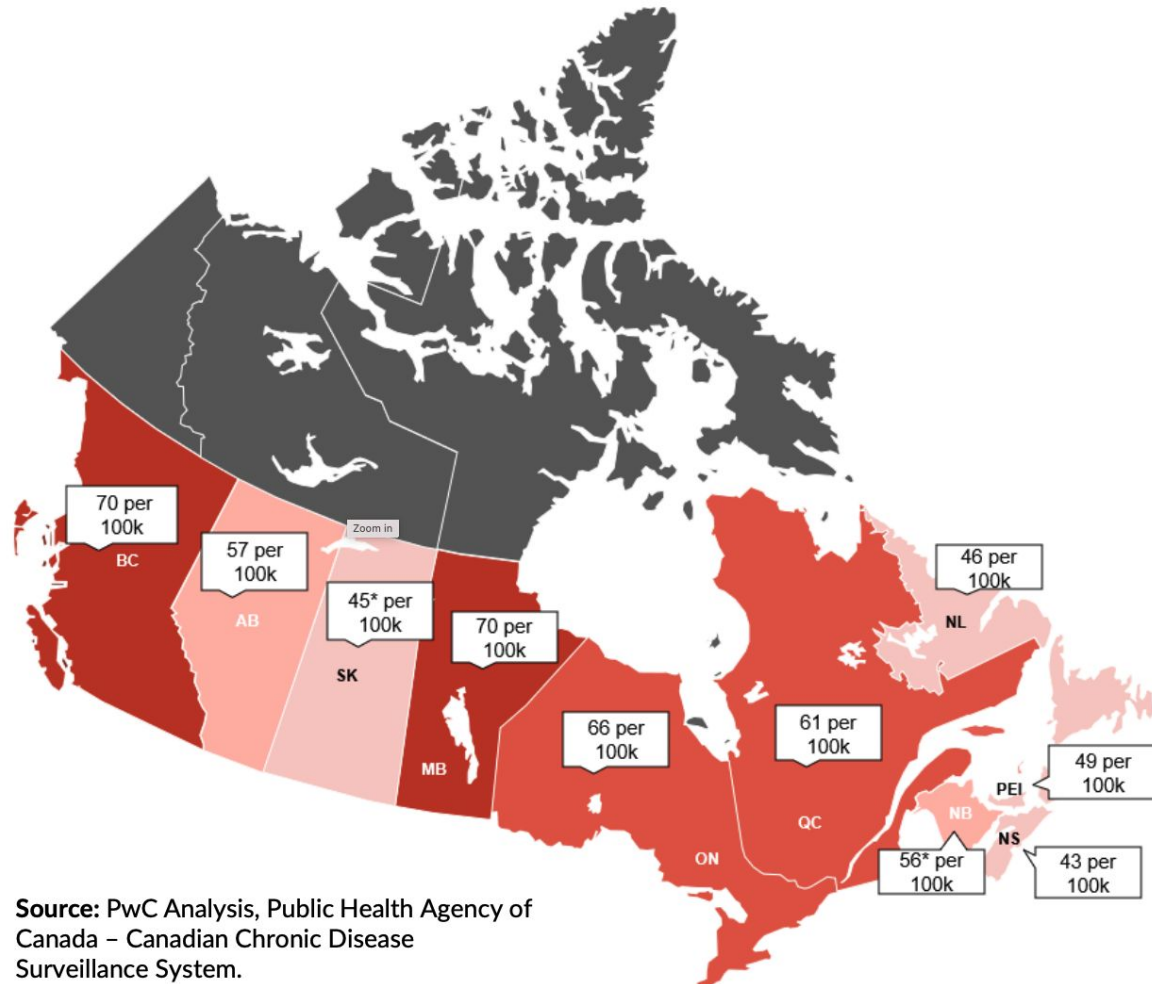 70 per
100k
BC
57 per
100k
AB
Zoom in
45* per
100k
SK
70 per
100k
MB
66 per
100k
ON
61 per
100k
QC
46 per
100k
NL
49 per
100k
PEI
NB
56* per
100k
NS
43 per
100k
Source: PwC Analysis, Public Health Agency of
Canada – Canadian Chronic Disease
Surveillance System.